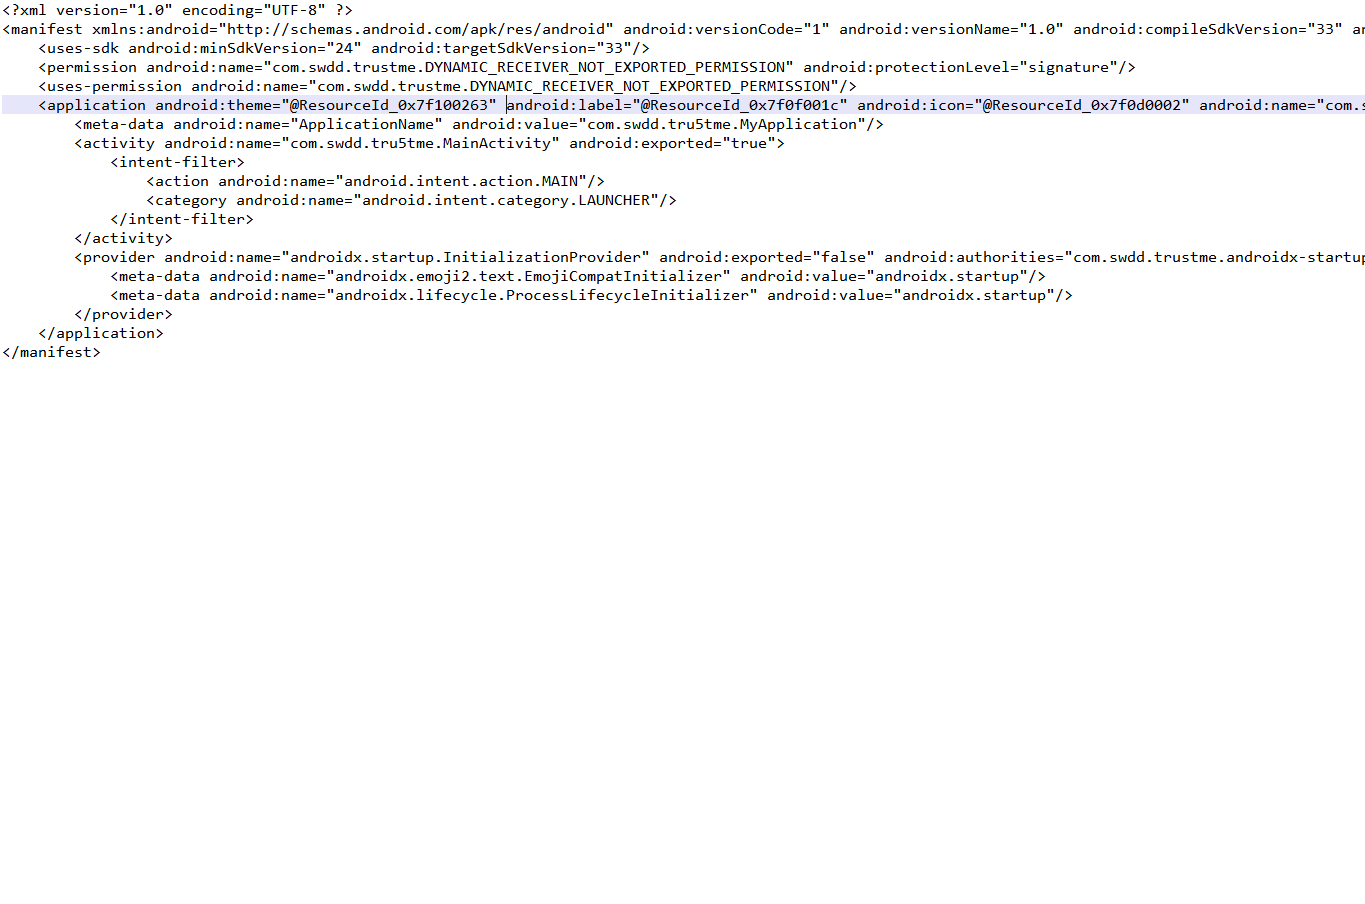 <?xml version="1.0" encoding="UTF-8" ?>
<manifest xmlns:android="http://schemas.android.com/apk/res/android" android:versionCode="1" android:versionName="1.0" android:compileSdkVersion="33" an
<uses-sdk android:minSdkVersion="24" android:targetSdkVersion="33"/>
<permission android:name="com.swdd.trustme.DYNAMIC_RECEIVER_NOT_EXPORTED_PERMISSION" android:protectionLevel="signature"/>
<uses-permission android:name="com.swdd.trustme.DYNAMIC_RECEIVER_NOT_EXPORTED_PERMISSION"/>
<application android:theme="@ResourceId_0x7f100263" android:label="@ResourceId_0x7f0f001c" android:icon="@ResourceId_0x7f0d0002" android:name="com.s
<meta-data android:name="ApplicationName" android:value="com.swdd.tru5tme.MyApplication"/>
<activity android:name="com.swdd.tru5tme.MainActivity" android:exported="true">
<intent-filter>
<action android:name="android.intent.action.MAIN"/>
<category android:name="android.intent.category.LAUNCHER"/>
</intent-filter>
</activity>
<provider android:name="androidx.startup.InitializationProvider" android:exported="false" android:authorities="com.swdd.trustme.androidx-startup
<meta-data android:name="androidx.emoji2.text.EmojiCompatInitializer" android:value="androidx.startup"/>
<meta-data android:name="androidx.lifecycle.ProcessLifecycleInitializer" android:value="androidx.startup"/>
</provider>
</application>
</manifest>